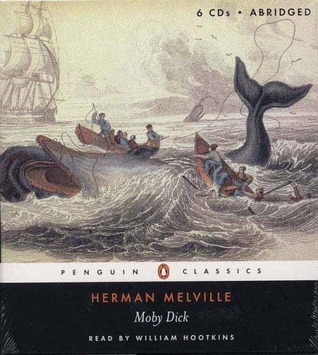 6 CDs • ABRIDGED
PENGUIN CLASSICS
HERMAN MELVILLE
Moby Dick
READ BY WILLIAM HOOTKINS